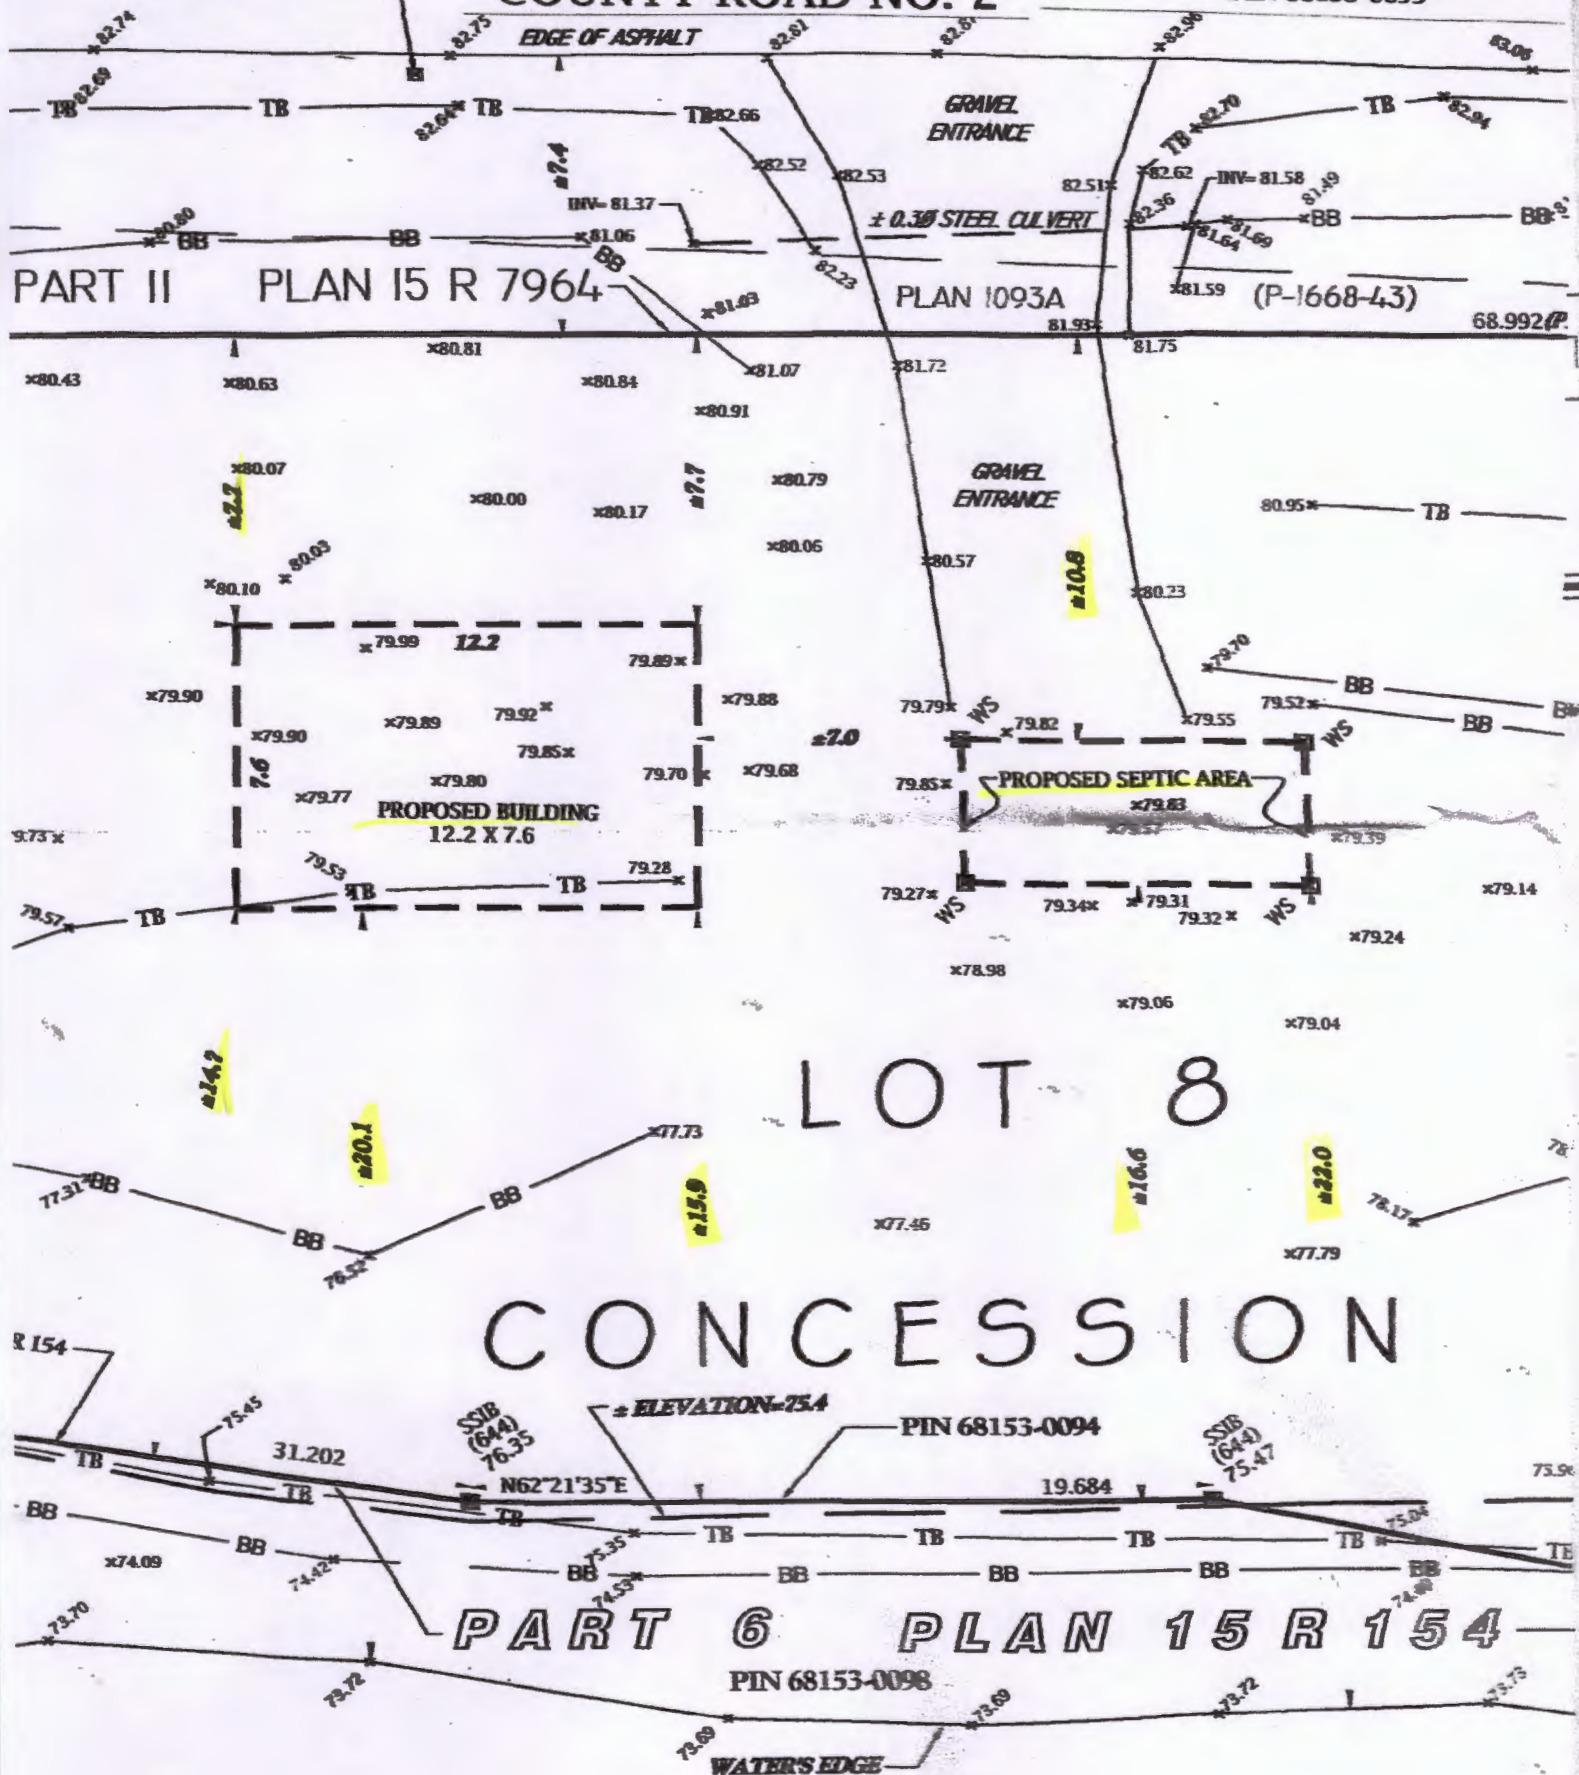 COUNTY ROAD NO. 2
82.74
82.75
EDGE OF ASPHALT
82.81
82.96
83.06
TB
82.69
TB
82.64
TB
TB
82.66
GRAVEL
ENTRANCE
TB
82.70
TB
82.94
±7.4
82.52
82.53
82.51
82.62
INV= 81.58
81.49
INV= 81.37
± 0.3Ø STEEL CULVERT
82.36
BB
BB
80.80
BB
BB
81.06
BB
81.64
81.69
82.23
PART 11 PLAN 15 R 7964
81.03
PLAN 1093A
81.59
(P-1668-43)
81.93
68.992
80.81
81.75
80.43
80.63
80.84
81.07
81.72
80.91
80.07
±7.7
80.79
GRAVEL
ENTRANCE
80.00
80.17
80.95
TB
80.06
80.57
±10.8
80.03
80.10
80.23
79.99
12.2
79.89
79.70
79.90
79.88
BB
79.89
79.92
79.79
WS
79.82
79.55
79.52
BB
79.90
79.85
±7.0
WS
7.6
79.80
79.70
79.68
79.85
PROPOSED SEPTIC AREA
79.77
PROPOSED BUILDING
79.83
12.2 X 7.6
79.39
79.53
TB
TB
79.28
79.27
79.14
79.57
TB
WS
79.34
79.31
79.32
WS
79.24
78.98
79.06
79.04
±14.7
LOT 8
±20.1
77.73
±15.9
±16.6
±22.0
77.31
BB
BB
BB
77.46
78.17
76.52
77.79
CONCESSION
R 154
75.45
SSIB
(644)
76.35
± ELEVATION=75.4
PIN 68153-0094
SSIB
(644)
75.47
TB
31.202
N62°21'35"E
19.684
TB
TB
TB
TB
TB
TB
75.04
BB
BB
75.35
74.09
74.42
BB
74.53
BB
BB
BB
BB
73.70
PART 6 PLAN 15 R 154
73.72
PIN 68153-0098
73.69
73.69
73.72
73.73
WATER'S EDGE